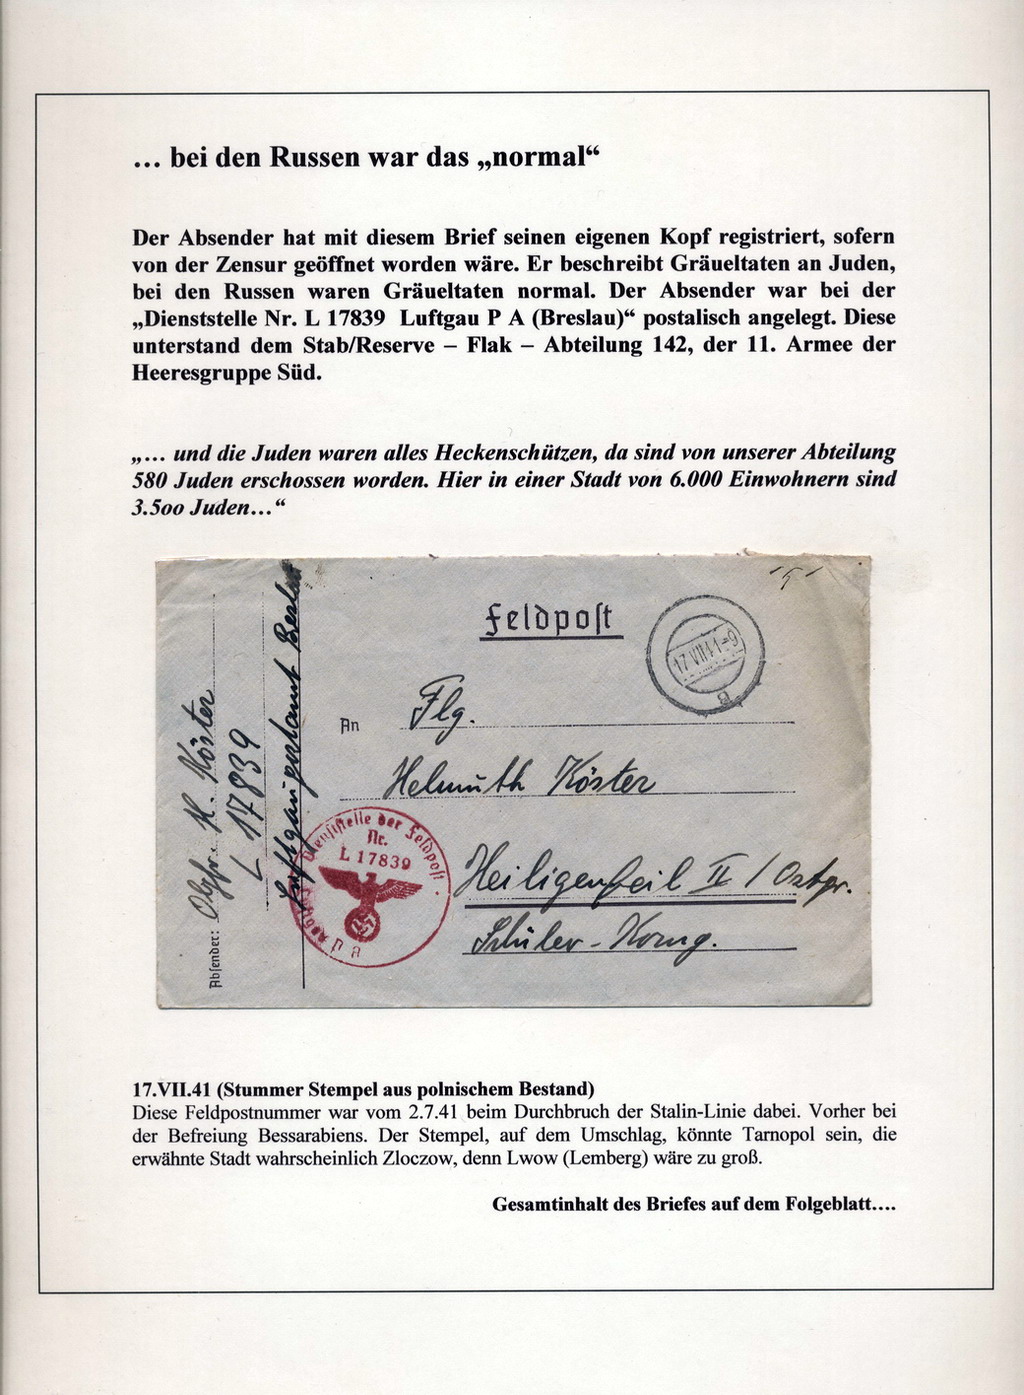 ... bei den Russen war das „normal“
Der Absender hat mit diesem Brief seinen eigenen Kopf registriert, sofern
von der Zensur geöffnet worden wäre. Er beschreibt Gräueltaten an Juden,
bei den Russen waren Gräueltaten normal. Der Absender war bei der
„Dienststelle Nr. L 17839 Luftgau P A (Breslau)“ postalisch angelegt. Diese
unterstand dem Stab/Reserve – Flak – Abteilung 142, der 11. Armee der
Heeresgruppe Süd.
„... und die Juden waren alles Heckenschützen, da sind von unserer Abteilung
580 Juden erschossen worden. Hier in einer Stadt von 6.000 Einwohnern sind
3.5oo Juden...“
Feldpost
17.VII.41-9
g
An Flg.
Helmuth Köster
Heiligenbeil II / Ostpr.
Schüler-Komp.
Absender: Ogfr. H. Köster
L 17839
Luftgaupostamt Breslau
Dienststelle der Feldpost
Nr.
L 17839
P A
17.VII.41 (Stummer Stempel aus polnischem Bestand)
Diese Feldpostnummer war vom 2.7.41 beim Durchbruch der Stalin-Linie dabei. Vorher bei
der Befreiung Bessarabiens. Der Stempel, auf dem Umschlag, könnte Tarnopol sein, die
erwähnte Stadt wahrscheinlich Zloczow, denn Lwow (Lemberg) wäre zu groß.
Gesamtinhalt des Briefes auf dem Folgeblatt....